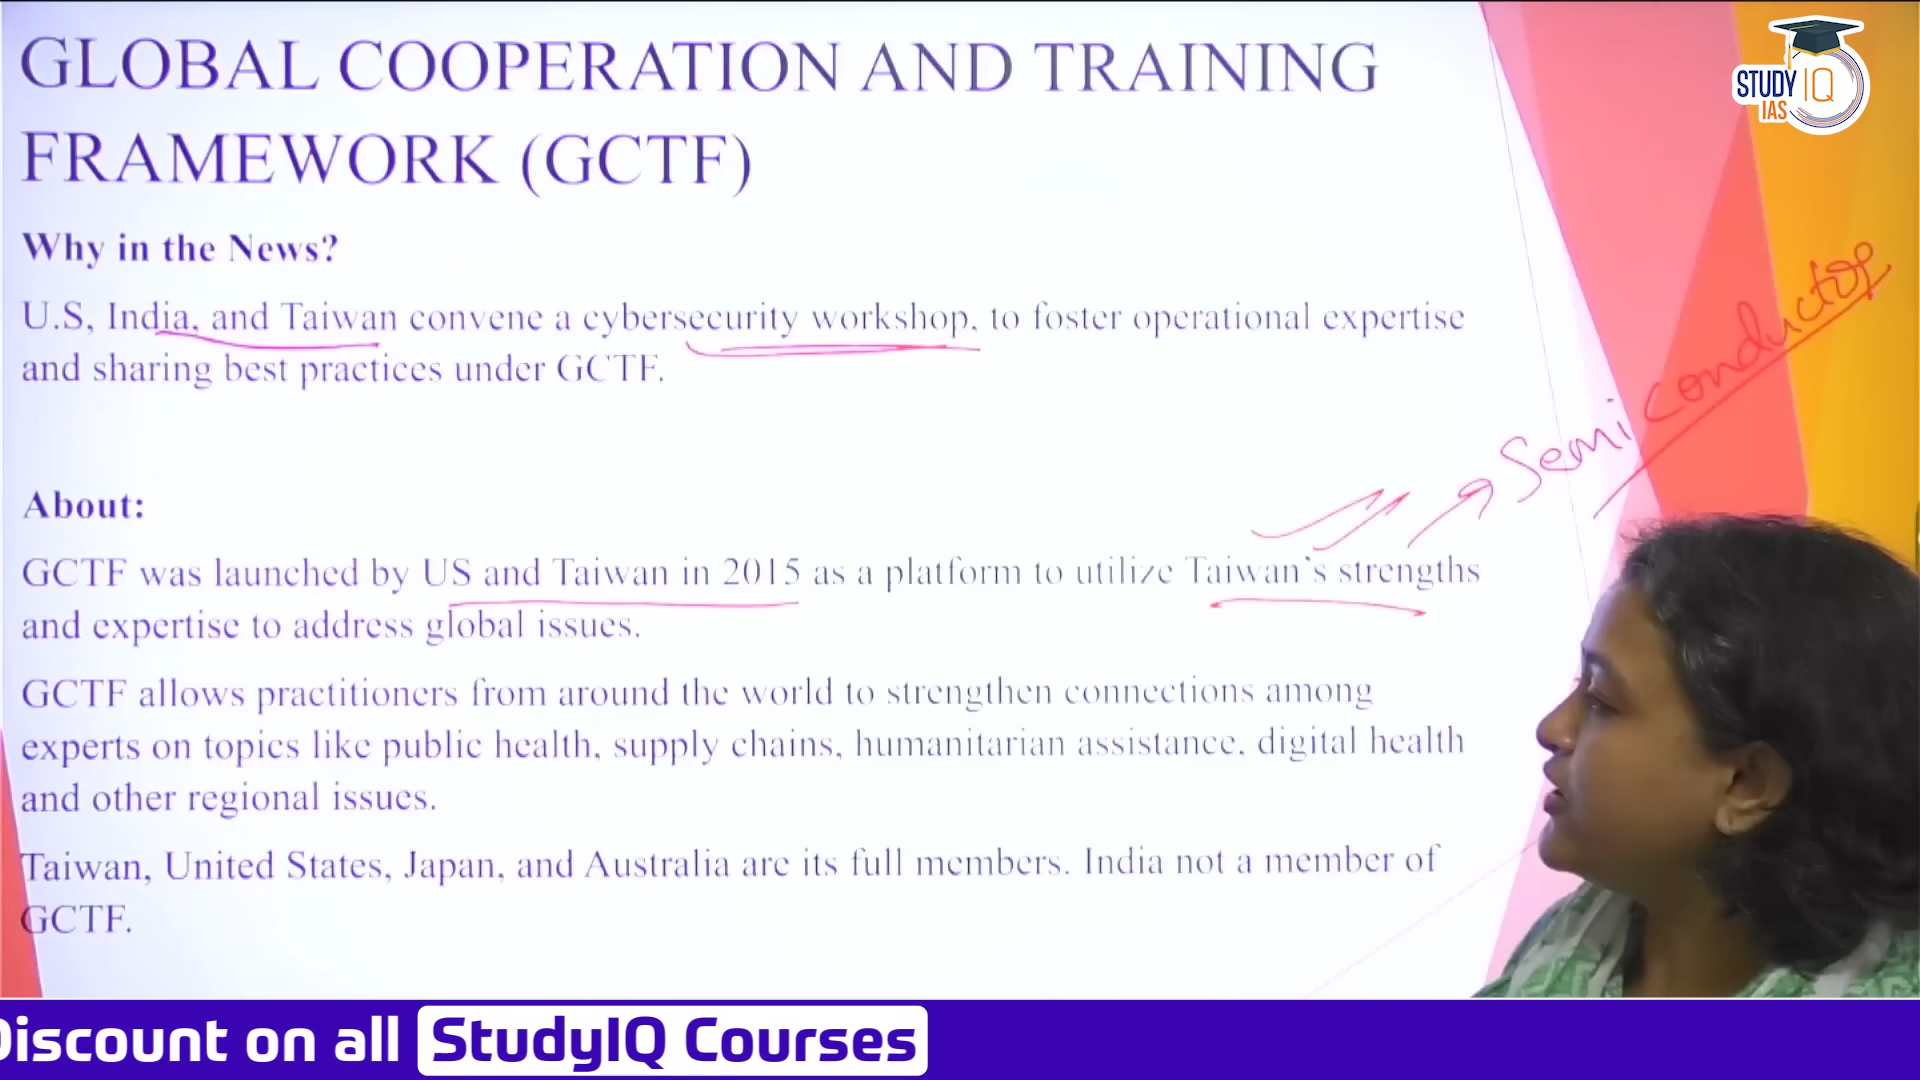 GLOBAL COOPERATION AND TRAINING
FRAMEWORK (GCTF)
STUDY IQ
IAS
Why in the News?
U.S, India, and Taiwan convene a cybersecurity workshop, to foster operational expertise
and sharing best practices under GCTF.
Semi conductor
About:
GCTF was launched by US and Taiwan in 2015 as a platform to utilize Taiwan's strengths
and expertise to address global issues.
GCTF allows practitioners from around the world to strengthen connections among
experts on topics like public health, supply chains, humanitarian assistance, digital health
and other regional issues.
Taiwan, United States, Japan, and Australia are its full members. India not a member of
GCTF.
Discount on all StudyIQ Courses